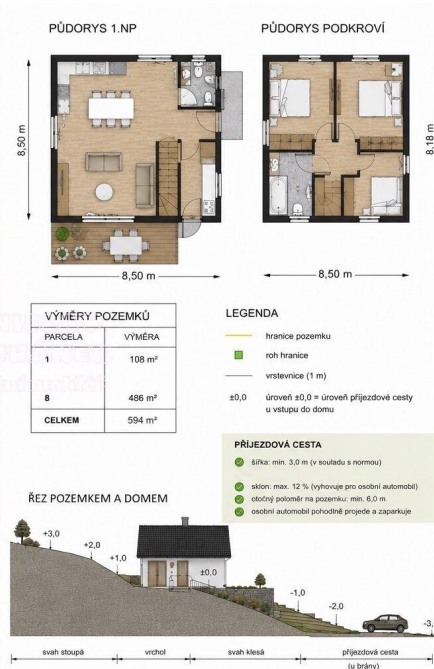 PŮDORYS 1.NP
PŮDORYS PODKROVÍ
8,50 m
8,18 m
8,50 m
8,50 m
VÝMĚRY POZEMKŮ
PARCELA VÝMĚRA
1 108 m²
8 486 m²
CELKEM 594 m²
LEGENDA
hranice pozemku
roh hranice
vrstevnice (1 m)
±0,0 úroveň ±0,0 = úroveň příjezdové cesty
u vstupu do domu
PŘÍJEZDOVÁ CESTA
šířka: min. 3,0 m (v souladu s normou)
sklon: max. 12 % (vyhovuje pro osobní automobil)
otočný poloměr na pozemku: min. 6,0 m
osobní automobil pohodlně projede a zaparkuje
ŘEZ POZEMKEM A DOMEM
+3,0
+2,0
+1,0
±0,0
-1,0
-2,0
-3,
svah stoupá
vrchol
svah klesá
příjezdová cesta
(u brány)